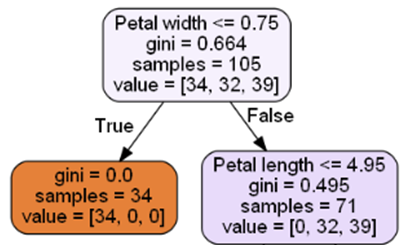 Petal width <= 0.75
gini = 0.664
samples = 105
value = [34, 32, 39]
True
False
gini = 0.0
samples = 34
value = [34, 0, 0]
Petal length <= 4.95
gini = 0.495
samples = 71
value = [0, 32, 39]